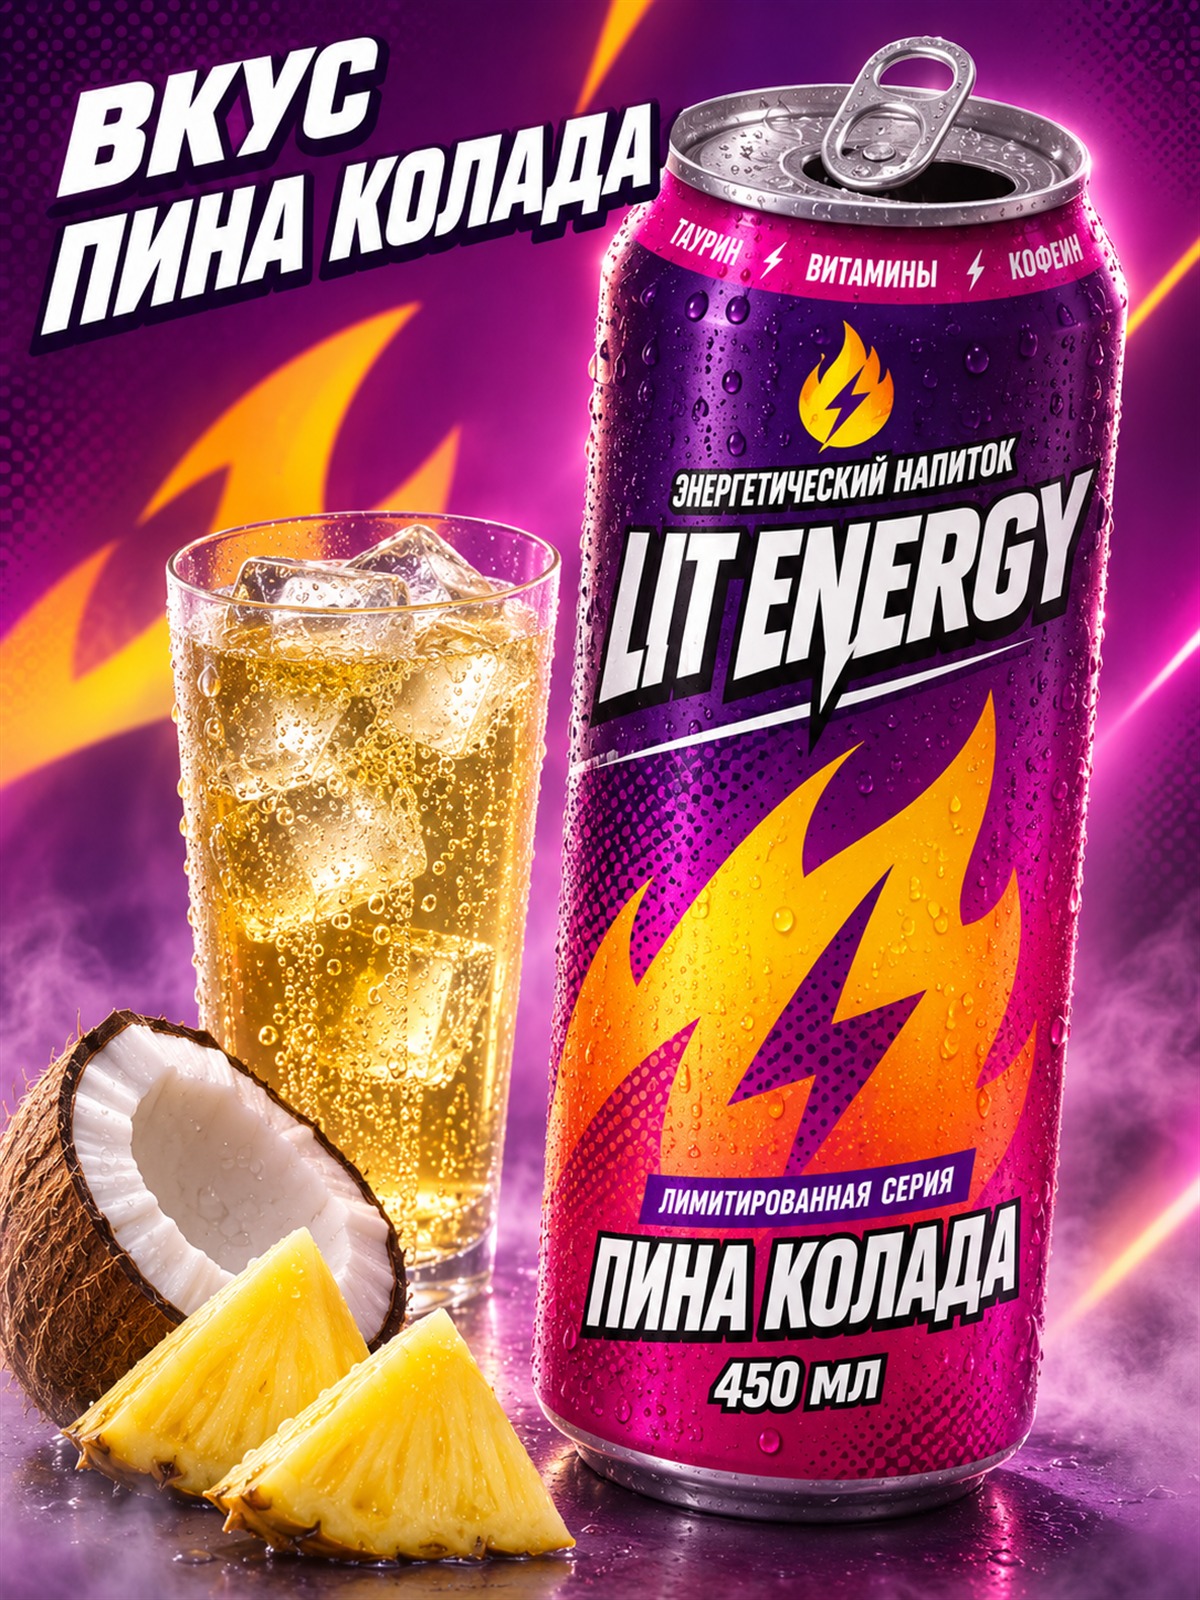 ВКУС
ПИНА КОЛАДА
ТАУРИН ВИТАМИНЫ КОФЕИН
ЭНЕРГЕТИЧЕСКИЙ НАПИТОК
LIT ENERGY
ЛИМИТИРОВАННАЯ СЕРИЯ
ПИНА КОЛАДА
450 МЛ